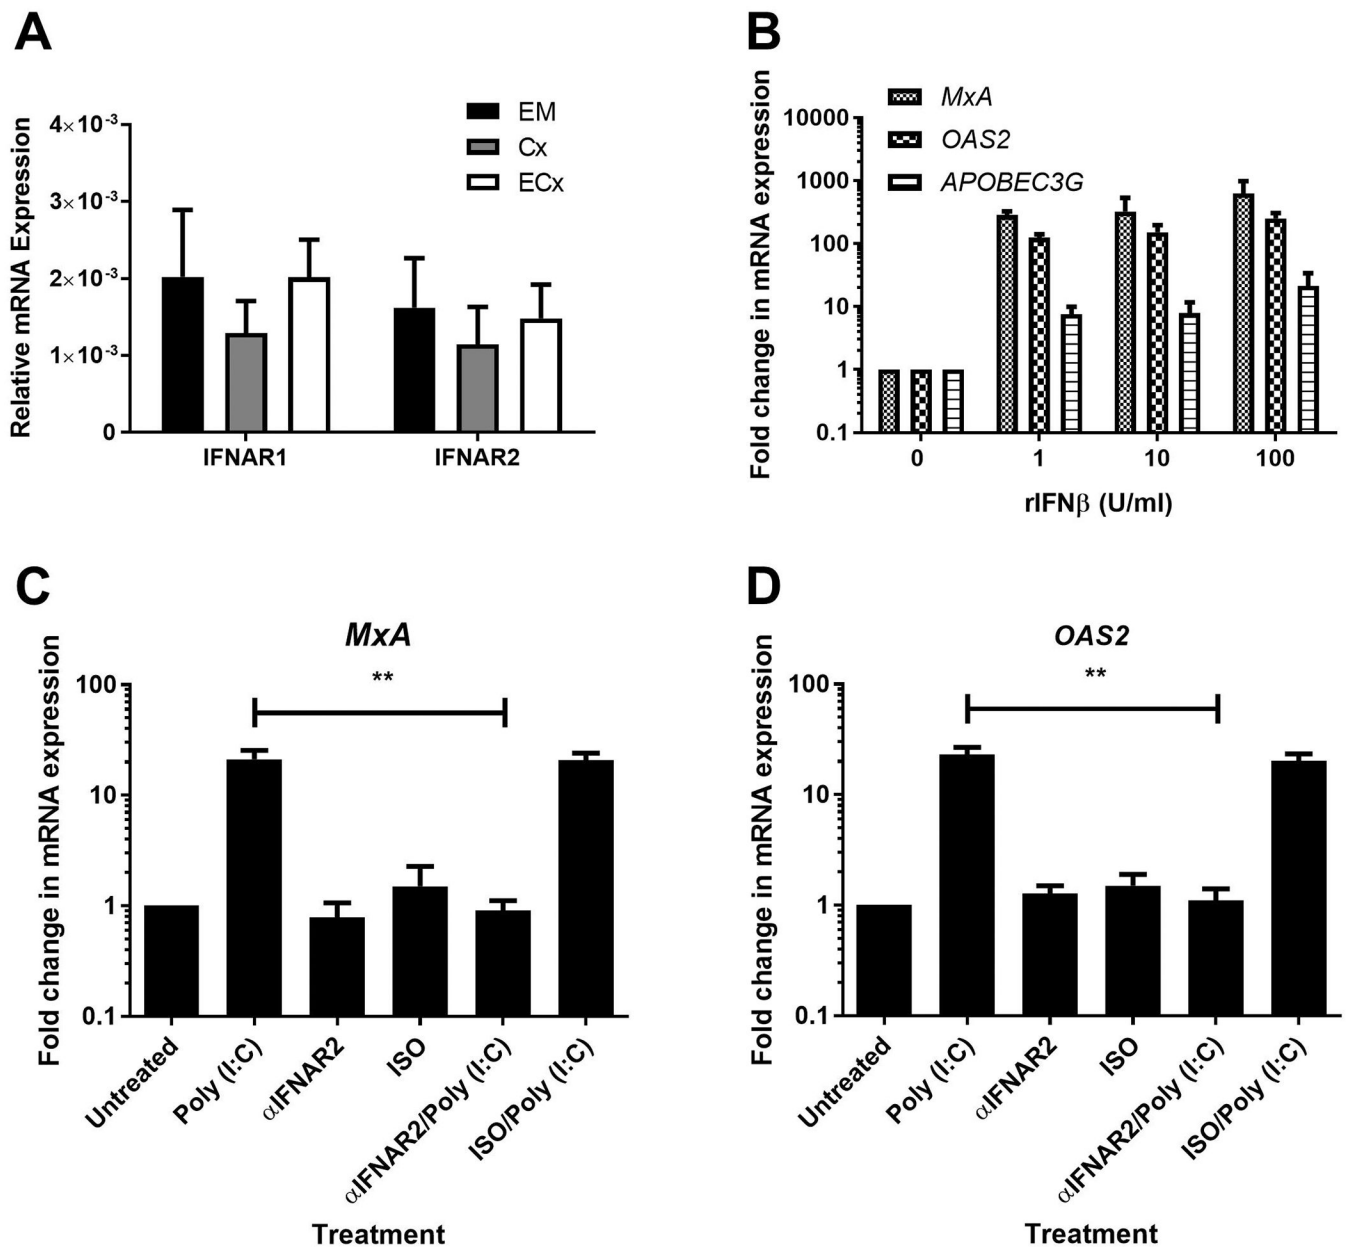 A
Relative mRNA Expression
4×10⁻³
3×10⁻³
2×10⁻³
1×10⁻³
0
EM
Cx
ECx
IFNAR1
IFNAR2
B
Fold change in mRNA expression
10000
1000
100
10
1
0.1
MxA
OAS2
APOBEC3G
0
1
10
100
rIFNβ (U/ml)
C
MxA
**
Fold change in mRNA expression
100
10
1
0.1
Untreated
Poly (I:C)
αIFNAR2
ISO
αIFNAR2/Poly (I:C)
ISO/Poly (I:C)
Treatment
D
OAS2
**
Fold change in mRNA expression
100
10
1
0.1
Untreated
Poly (I:C)
αIFNAR2
ISO
αIFNAR2/Poly (I:C)
ISO/Poly (I:C)
Treatment